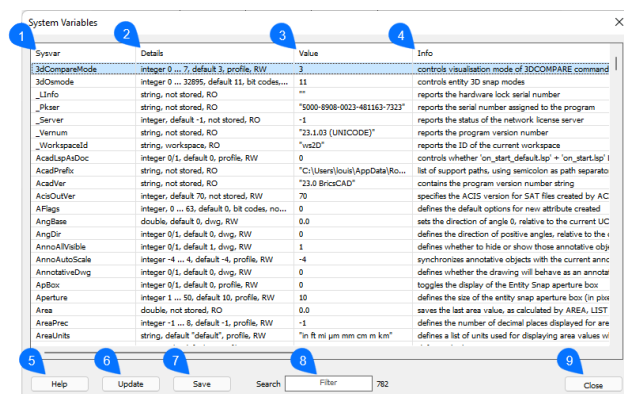 System Variables
1 2 3 4
Sysvar Details Value Info
3dCompareMode integer 0 ... 7, default 3, profile, RW 3 controls visualisation mode of 3DCOMPARE command
3dOsmode integer 0 ... 32895, default 11, bit codes,... 11 controls entity 3D snap modes
_LInfo string, not stored, RO "" reports the hardware lock serial number
_Pkser string, not stored, RO "5000-8908-0023-481163-7323" reports the serial number assigned to the program
_Server integer, default -1, not stored, RO -1 reports the status of the network license server
_Vernum string, not stored, RO "23.1.03 (UNICODE)" reports the program version number
_WorkspaceId string, workspace, RO "ws2D" reports the ID of the current workspace
AcadLspAsDoc integer 0/1, default 0, profile, RW 0 controls whether 'on_start_default.lsp' + 'on_start.lsp'
AcadPrefix string, not stored, RO "C:\Users\louis\AppData\Ro... list of support paths, using semicolon as path separato
AcadVer string, not stored, RO "23.0 BricsCAD" contains the program version number string
AcisOutVer integer, default 70, not stored, RW 70 specifies the ACIS version for SAT files created by AC
AFlags integer, 0 ... 63, default 0, bit codes, no... 0 defines the default options for new attribute created
AngBase double, default 0, dwg, RW 0.0 sets the direction of angle 0, relative to the current UC
AngDir integer 0/1, default 0, dwg, RW 0 defines the direction of positive angles, relative to the
AnnoAllVisible integer 0/1, default 1, dwg, RW 1 defines whether to hide or show those annotative obje
AnnoAutoScale integer -4 ... 4, default -4, profile, RW -4 synchronizes annotative objects with the current anno
AnnotativeDwg integer 0/1, default 0, dwg, RW 0 defines whether the drawing will behave as an annotat
ApBox integer 0/1, default 0, profile, RW 0 toggles the display of the Entity Snap aperture box
Aperture integer 1 ... 50, default 10, profile, RW 10 defines the size of the entity snap aperture box (in pixe
Area double, not stored, RO 0.0 saves the last area value, as calculated by AREA, LIST
AreaPrec integer -1 ... 8, default -1, profile, RW -1 defines the number of decimal places displayed for are
AreaUnits string, default "default", profile, RW "in ft mi µm mm cm m km" defines a list of units used for displaying area values w
5 6 7 8 9
Help Update Save Search Filter 782 Close